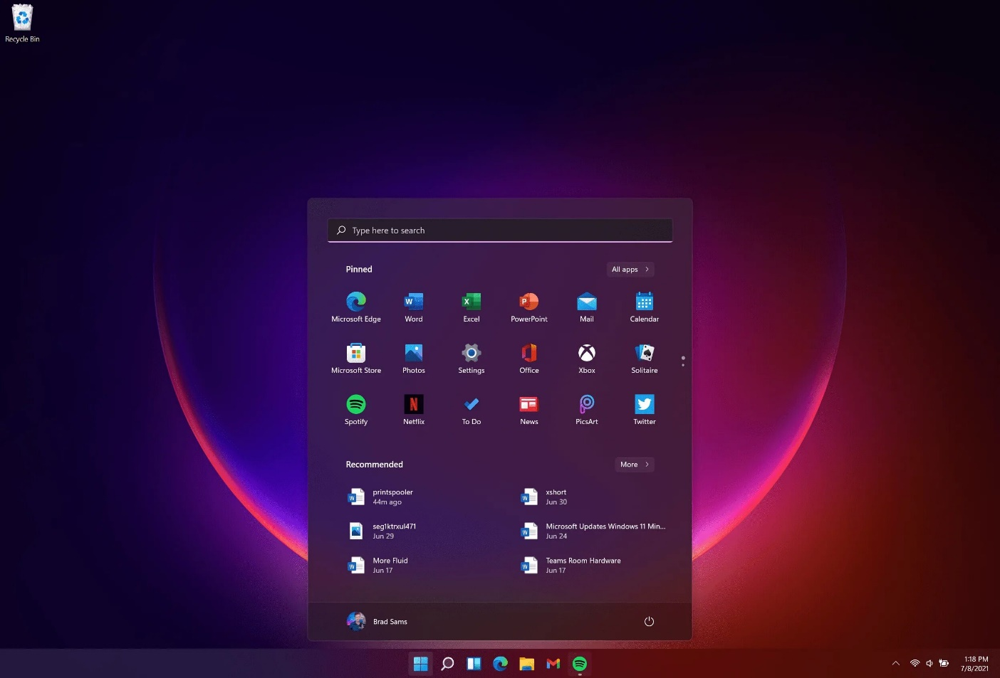 Recycle Bin
Type here to search
Pinned
All apps
Microsoft Edge
Word
Excel
PowerPoint
Mail
Calendar
Microsoft Store
Photos
Settings
Office
Xbox
Solitaire
Spotify
Netflix
To Do
News
PicsArt
Twitter
Recommended
More
printspooler
44m ago
xshort
Jun 30
seg1ktrxul471
Jun 29
Microsoft Updates Windows 11 Min...
Jun 24
More Fluid
Jun 17
Teams Room Hardware
Jun 17
Brad Sams
1:18 PM
7/8/2021